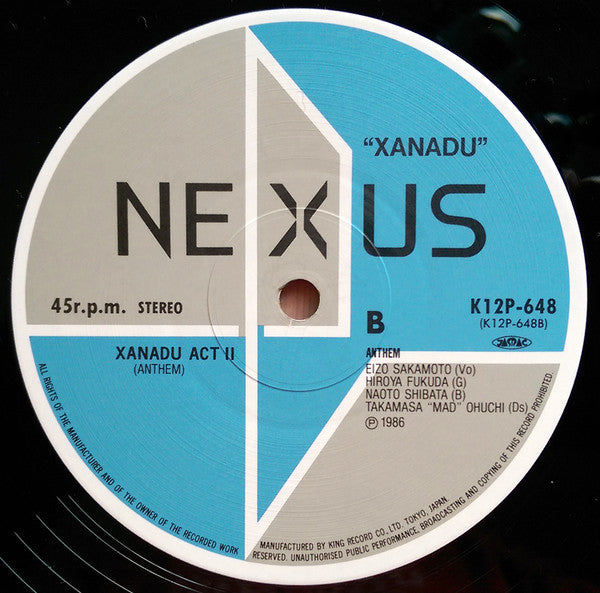 “XANADU”
NEXUS
45r.p.m. STEREO
K12P-648
(K12P-648B)
JASRAC
B
XANADU ACT II
(ANTHEM)
ANTHEM
EIZO SAKAMOTO (Vo)
HIROYA FUKUDA (G)
NAOTO SHIBATA (B)
TAKAMASA “MAD” OHUCHI (Ds)
Ⓟ 1986
ALL RIGHTS OF THE MANUFACTURER AND OF THE OWNER OF THE RECORDED WORK RESERVED. UNAUTHORISED PUBLIC PERFORMANCE, BROADCASTING AND COPYING OF THIS RECORD PROHIBITED.
MANUFACTURED BY KING RECORD CO., LTD. TOKYO, JAPAN.